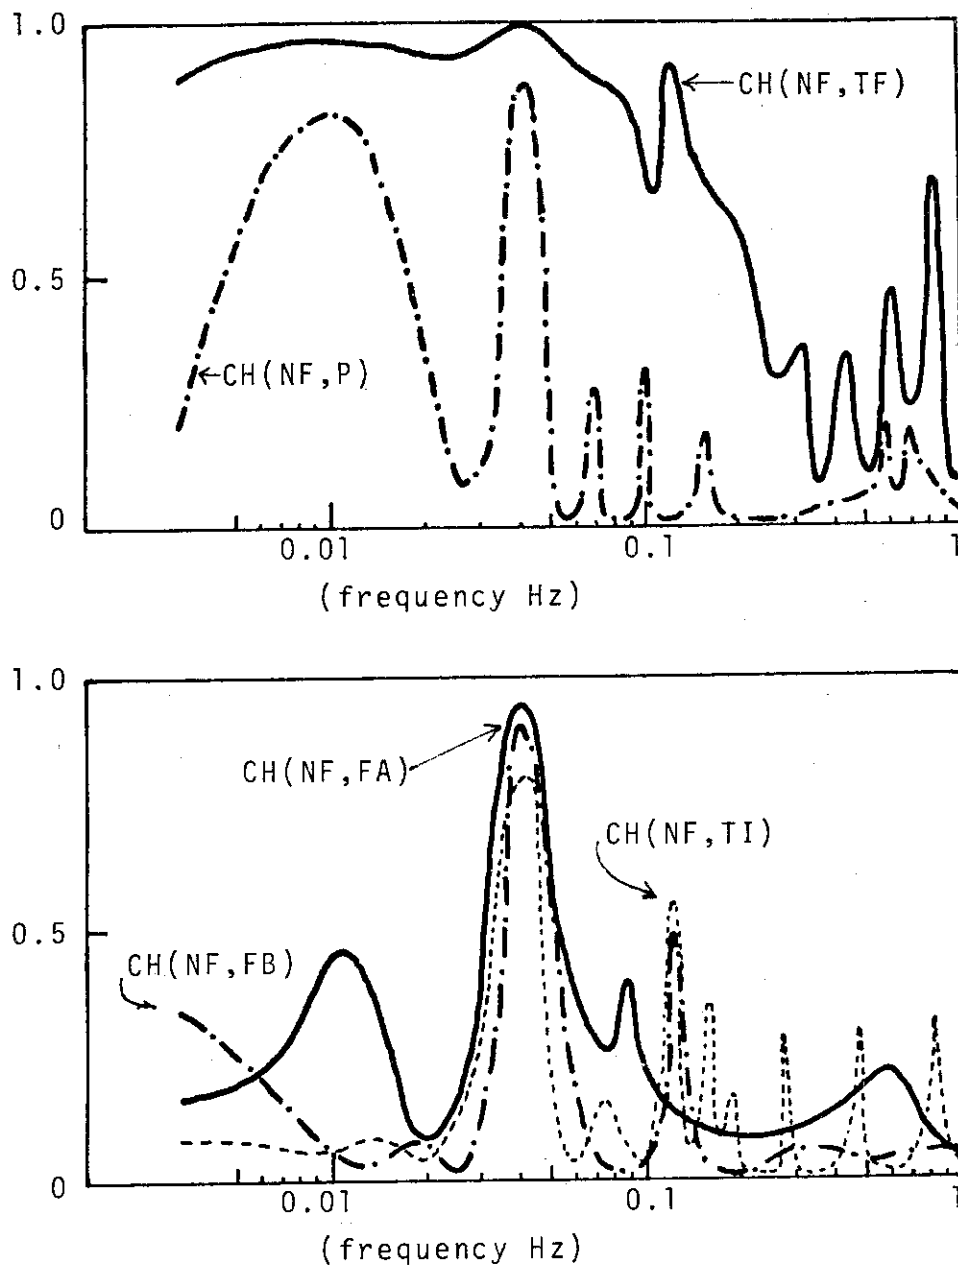 1.0
CH(NF,TF)
0.5
CH(NF,P)
0
0.01 0.1 1
(frequency Hz)
1.0
CH(NF,FA)
CH(NF,TI)
0.5
CH(NF,FB)
0
0.01 0.1 1
(frequency Hz)